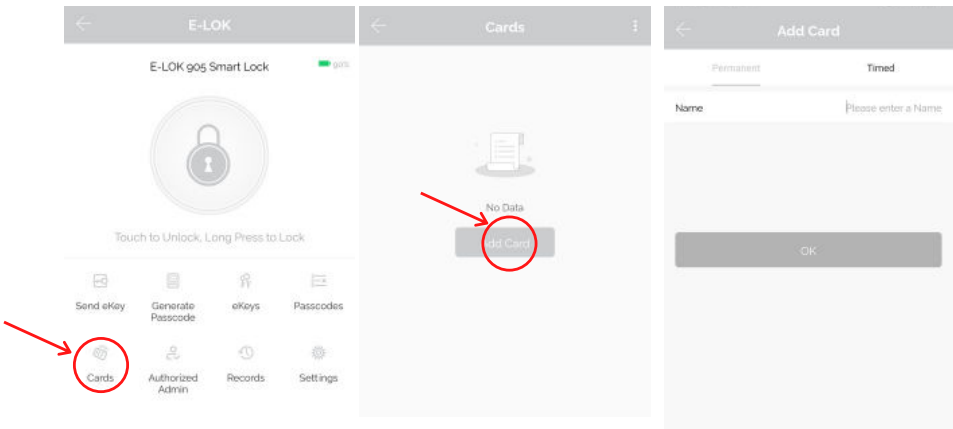 E-LOK
E-LOK 905 Smart Lock
90%
Touch to Unlock, Long Press to Lock
Send eKey
Generate
Passcode
eKeys
Passcodes
Cards
Authorized
Admin
Records
Settings
Cards
No Data
Add Card
Add Card
Permanent
Timed
Name
Please enter a Name
OK